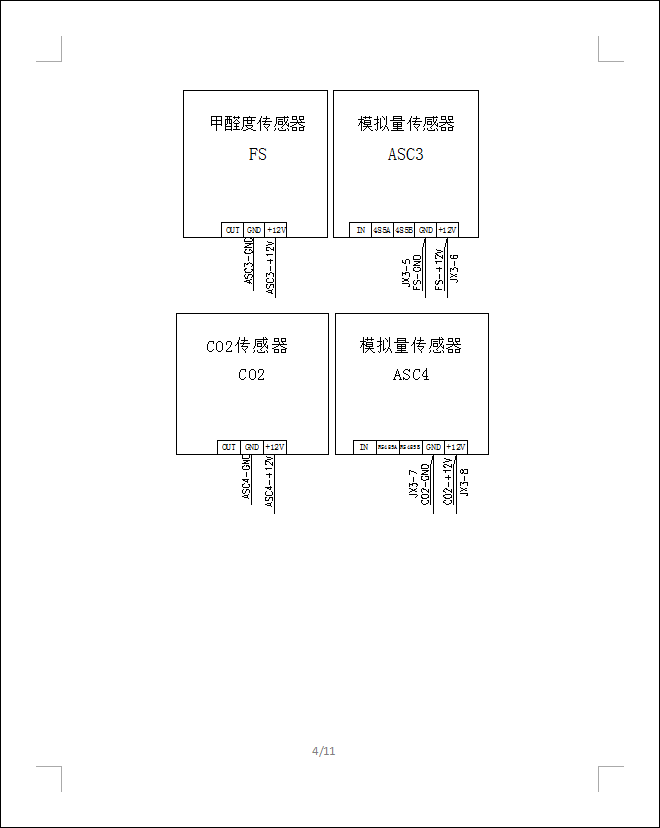 甲醛度传感器
FS
OUT GND +12V
ASC3-GND
ASC3-+12V
模拟量传感器
ASC3
IN 485A 485B GND +12V
JX3-5
FS-GND
FS-+12V
JX3-6
CO2传感器
CO2
OUT GND +12V
ASC4-GND
ASC4-+12V
模拟量传感器
ASC4
IN RS485A RS485B GND +12V
JX3-7
CO2-GND
CO2-+12V
JX3-8
4/11